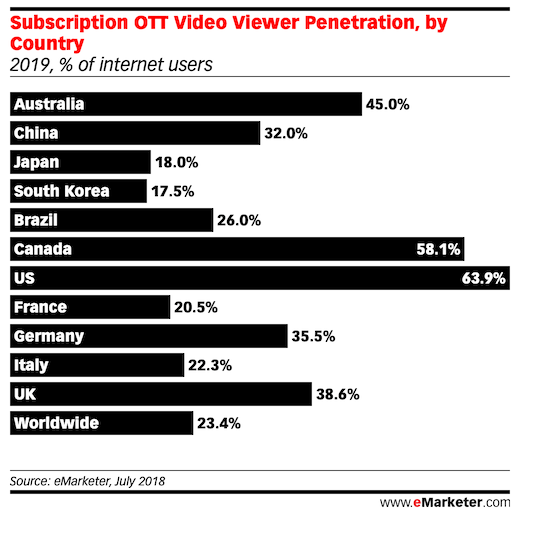 Subscription OTT Video Viewer Penetration, by
Country
2019, % of internet users
Australia 45.0%
China 32.0%
Japan 18.0%
South Korea 17.5%
Brazil 26.0%
Canada 58.1%
US 63.9%
France 20.5%
Germany 35.5%
Italy 22.3%
UK 38.6%
Worldwide 23.4%
Source: eMarketer, July 2018
www.eMarketer.com